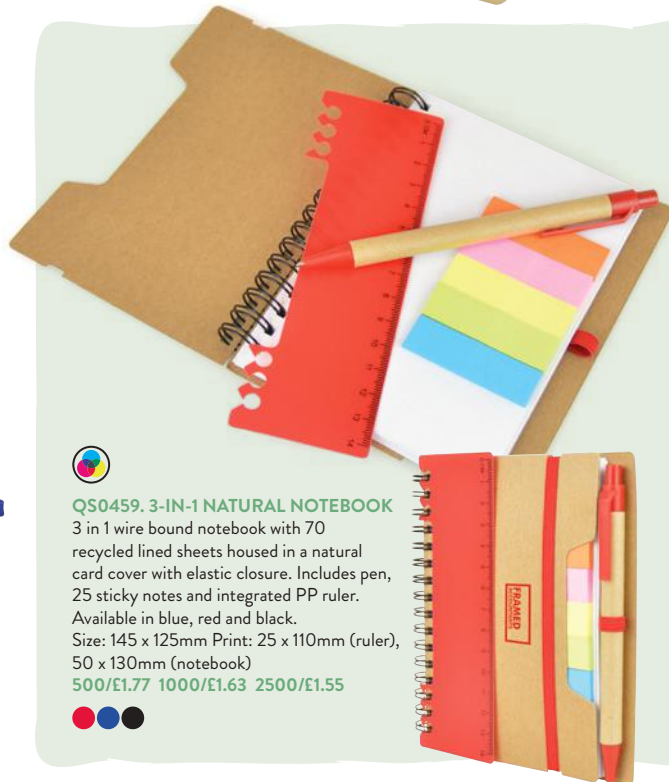 QS0459. 3-IN-1 NATURAL NOTEBOOK
3 in 1 wire bound notebook with 70
recycled lined sheets housed in a natural
card cover with elastic closure. Includes pen,
25 sticky notes and integrated PP ruler.
Available in blue, red and black.
Size: 145 x 125mm Print: 25 x 110mm (ruler),
50 x 130mm (notebook)
500/£1.77 1000/£1.63 2500/£1.55
FRAMED